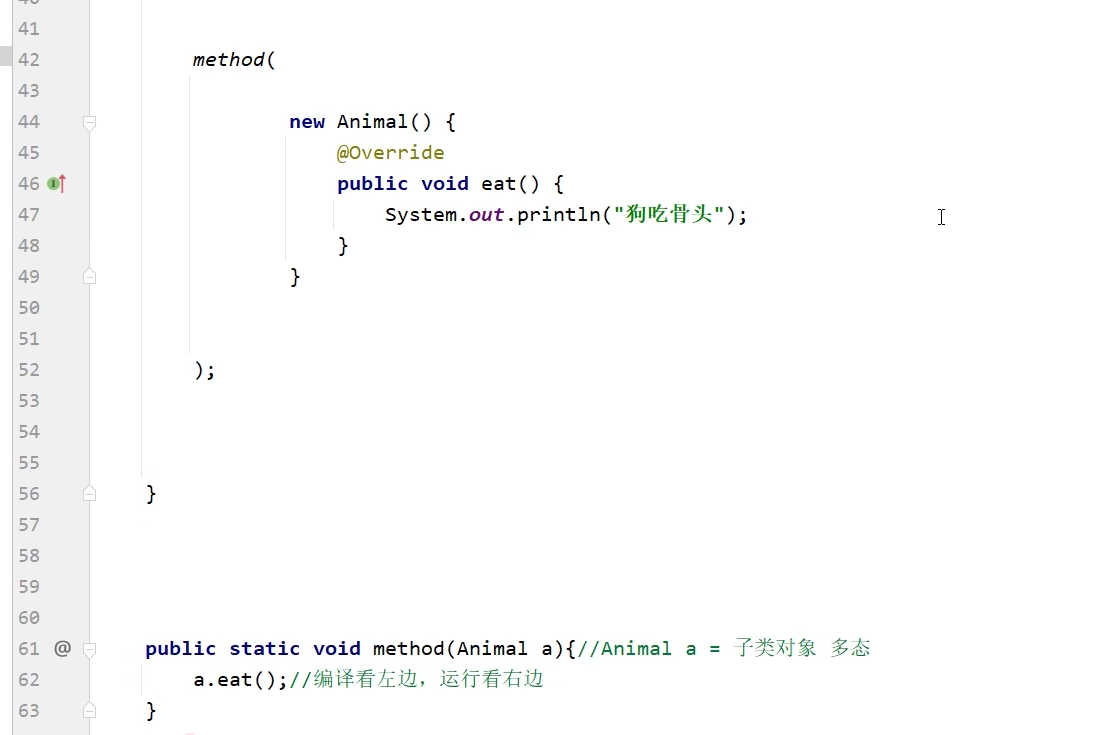 41
42 method(
43
44 new Animal() {
45 @Override
46 I public void eat() {
47 System.out.println("狗吃骨头");
48 }
49 }
50
51
52 );
53
54
55
56 }
57
58
59
60
61 @ public static void method(Animal a){//Animal a = 子类对象 多态
62 a.eat();//编译看左边，运行看右边
63 }